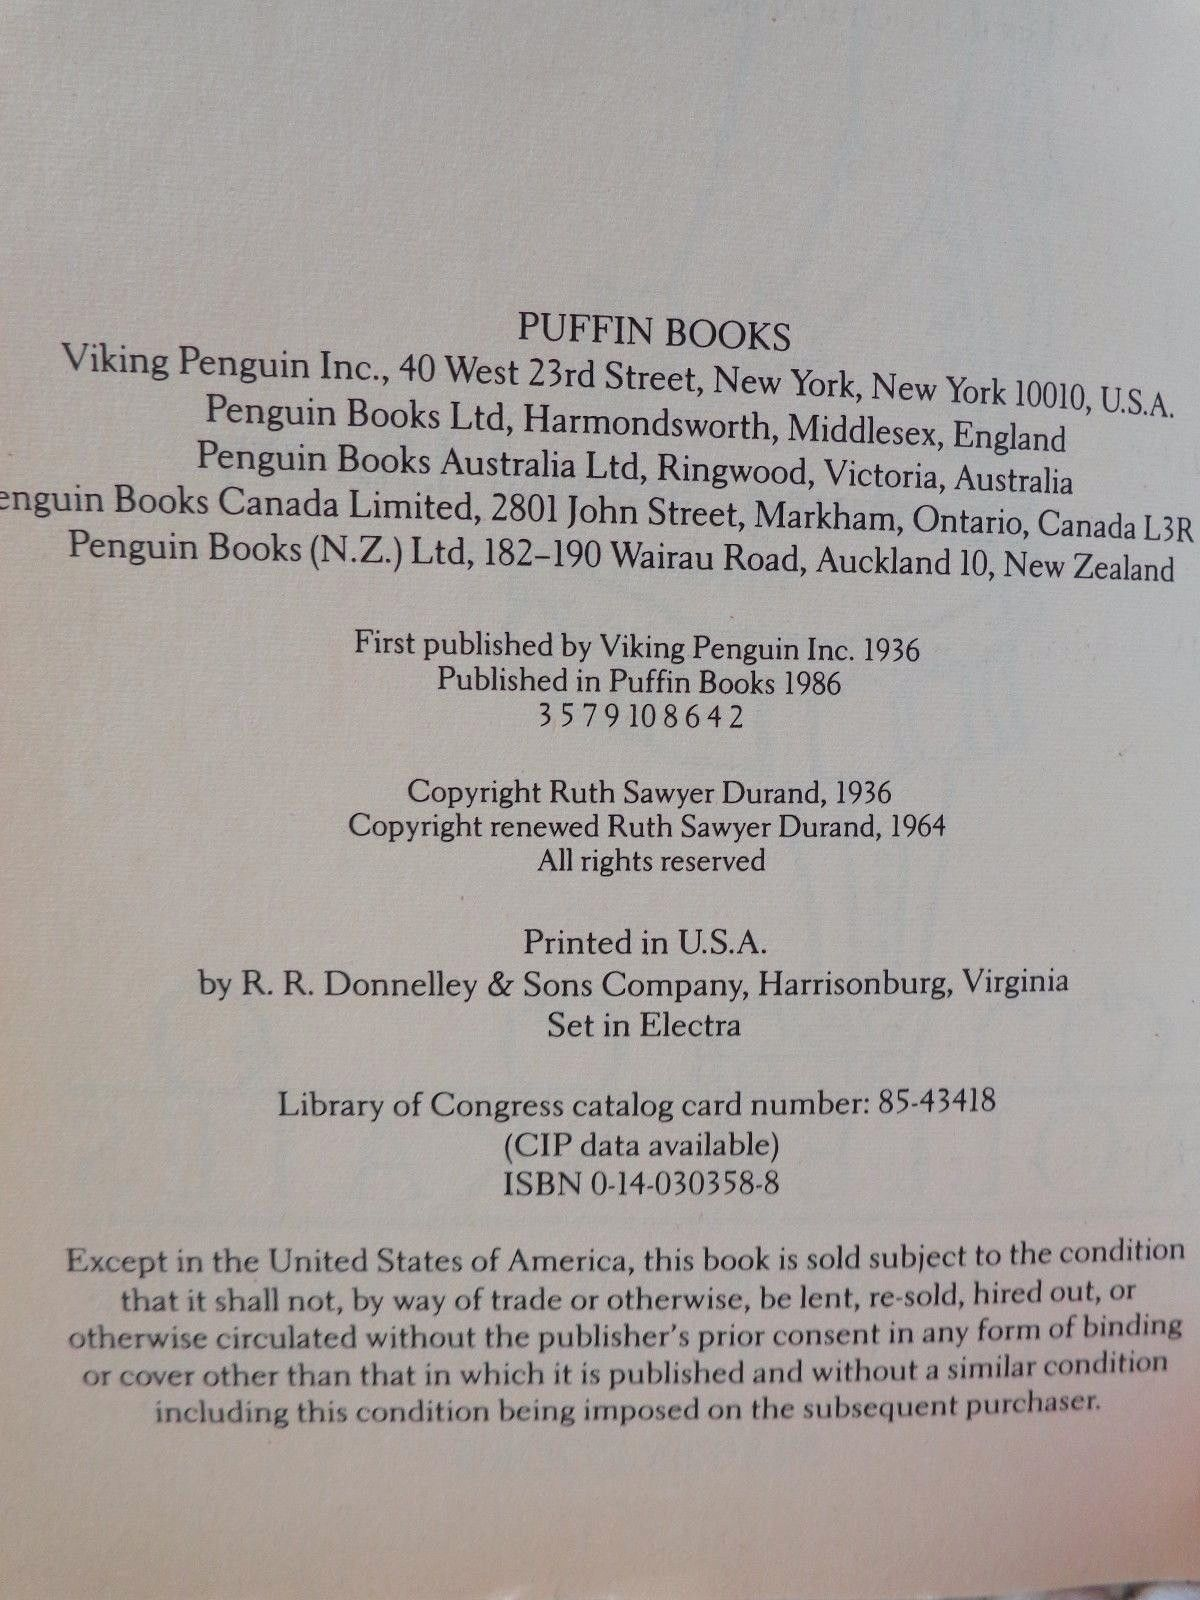 PUFFIN BOOKS
Viking Penguin Inc., 40 West 23rd Street, New York, New York 10010, U.S.A.
Penguin Books Ltd, Harmondsworth, Middlesex, England
Penguin Books Australia Ltd, Ringwood, Victoria, Australia
enguin Books Canada Limited, 2801 John Street, Markham, Ontario, Canada L3R
Penguin Books (N.Z.) Ltd, 182–190 Wairau Road, Auckland 10, New Zealand
First published by Viking Penguin Inc. 1936
Published in Puffin Books 1986
3 5 7 9 10 8 6 4 2
Copyright Ruth Sawyer Durand, 1936
Copyright renewed Ruth Sawyer Durand, 1964
All rights reserved
Printed in U.S.A.
by R. R. Donnelley & Sons Company, Harrisonburg, Virginia
Set in Electra
Library of Congress catalog card number: 85-43418
(CIP data available)
ISBN 0-14-030358-8
Except in the United States of America, this book is sold subject to the condition
that it shall not, by way of trade or otherwise, be lent, re-sold, hired out, or
otherwise circulated without the publisher's prior consent in any form of binding
or cover other than that in which it is published and without a similar condition
including this condition being imposed on the subsequent purchaser.